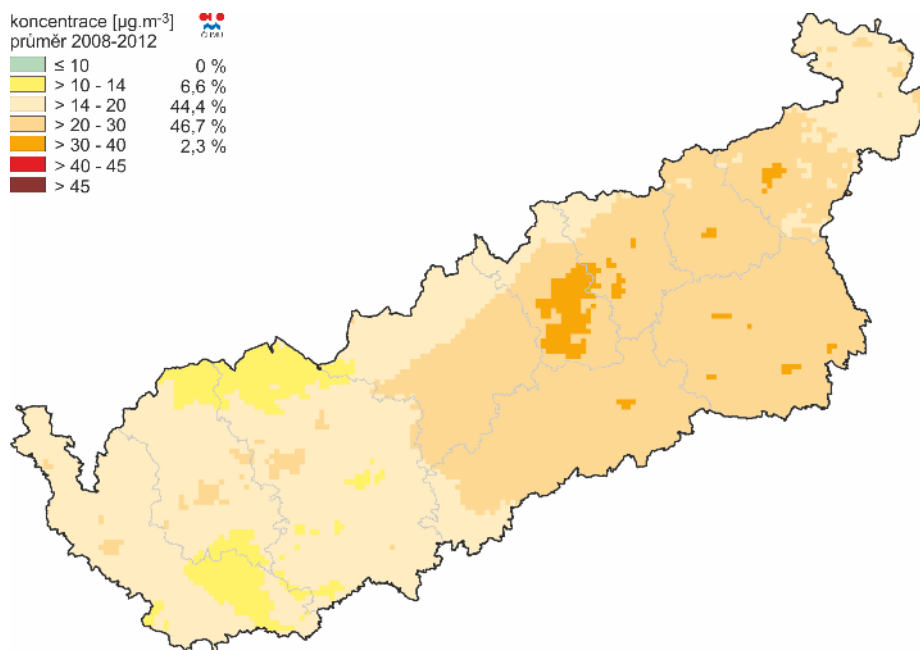 koncentrace [µg.m⁻³]
průměr 2008-2012
ČHMÚ
≤ 10 0 %
> 10 - 14 6,6 %
> 14 - 20 44,4 %
> 20 - 30 46,7 %
> 30 - 40 2,3 %
> 40 - 45
> 45